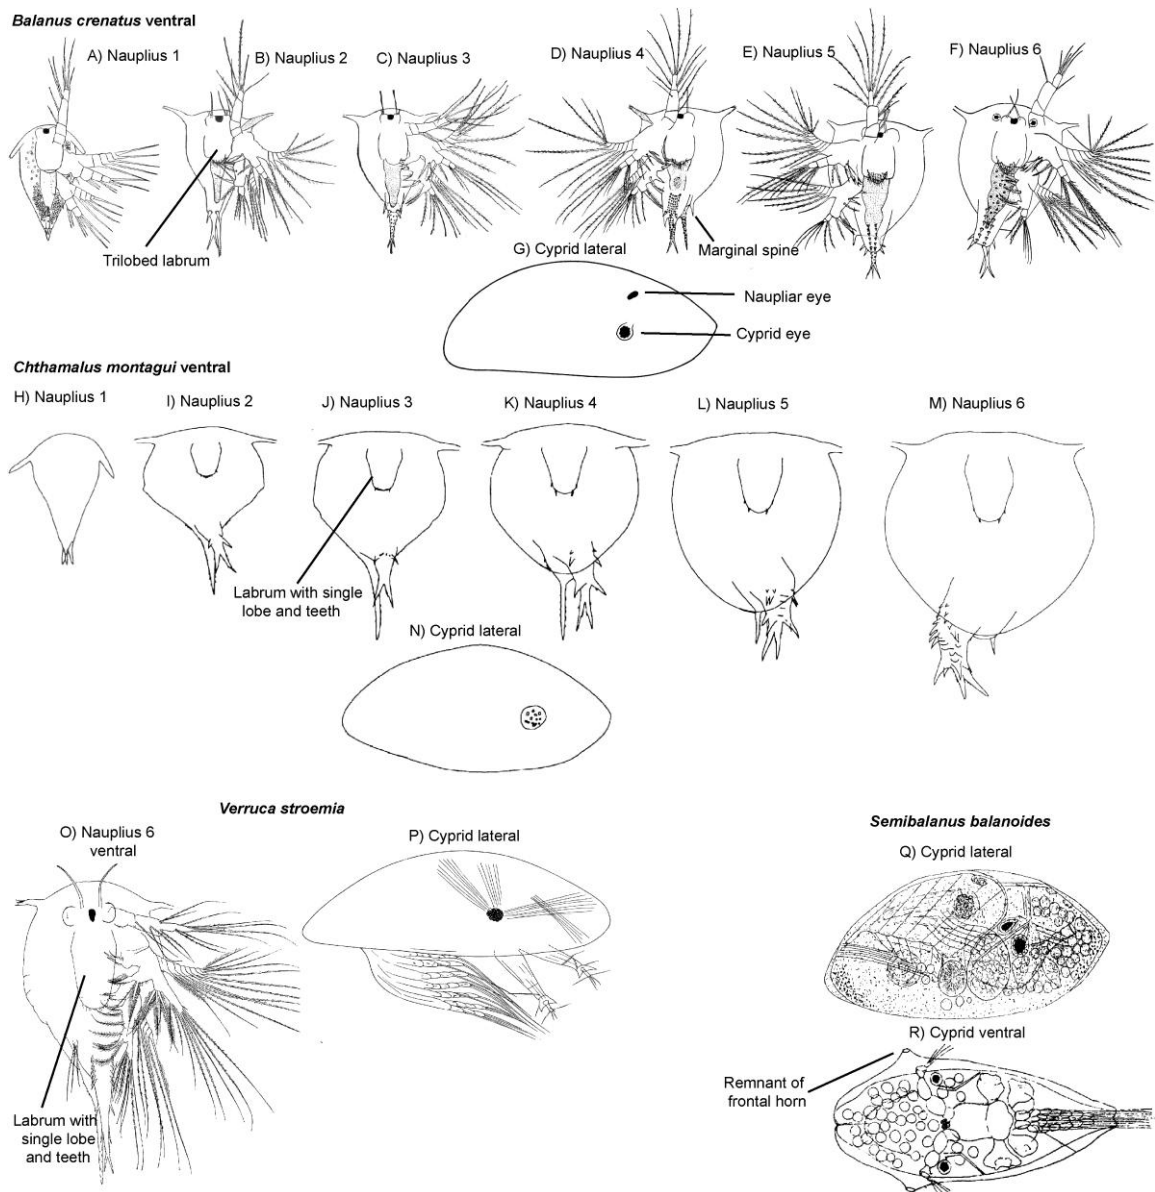 Balanus crenatus ventral
A) Nauplius 1
B) Nauplius 2
C) Nauplius 3
D) Nauplius 4
E) Nauplius 5
F) Nauplius 6
Trilobed labrum
Marginal spine
G) Cyprid lateral
Naupliar eye
Cyprid eye
Chthamalus montagui ventral
H) Nauplius 1
I) Nauplius 2
J) Nauplius 3
K) Nauplius 4
L) Nauplius 5
M) Nauplius 6
Labrum with single
lobe and teeth
N) Cyprid lateral
Verruca stroemia
O) Nauplius 6
ventral
P) Cyprid lateral
Labrum with
single lobe
and teeth
Semibalanus balanoides
Q) Cyprid lateral
R) Cyprid ventral
Remnant of
frontal horn